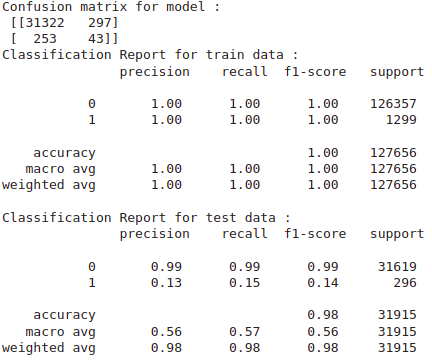 Confusion matrix for model :
[[31322 297]
[ 253 43]]
Classification Report for train data :
precision recall f1-score support
0 1.00 1.00 1.00 126357
1 1.00 1.00 1.00 1299
accuracy 1.00 127656
macro avg 1.00 1.00 1.00 127656
weighted avg 1.00 1.00 1.00 127656
Classification Report for test data :
precision recall f1-score support
0 0.99 0.99 0.99 31619
1 0.13 0.15 0.14 296
accuracy 0.98 31915
macro avg 0.56 0.57 0.56 31915
weighted avg 0.98 0.98 0.98 31915